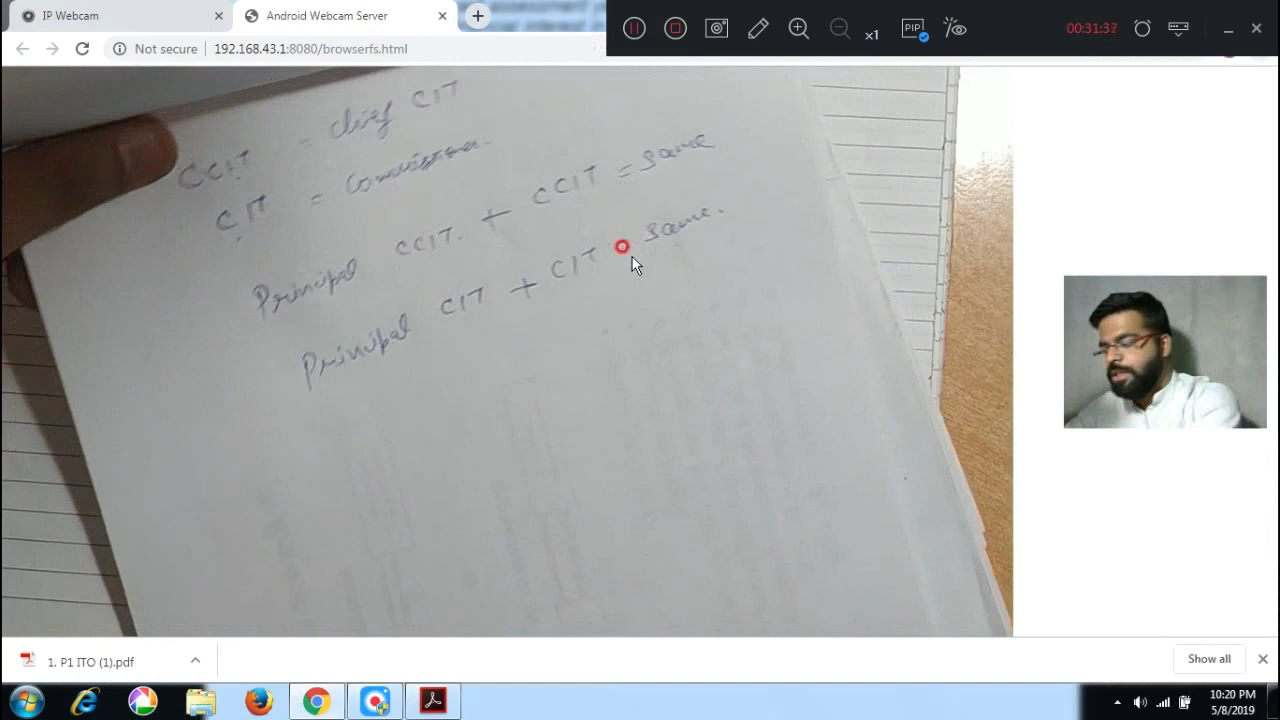 IP Webcam
Android Webcam Server
assessment
Not secure
192.168.43.1:8080/browserfs.html
x1
PIP
00:31:37
CCIT = Chief CIT
CIT = Commissioner.
Principal CCIT. + CCIT = Same
Principal CIT + CIT Same.
1. P1 ITO (1).pdf
Show all
10:20 PM
5/8/2019